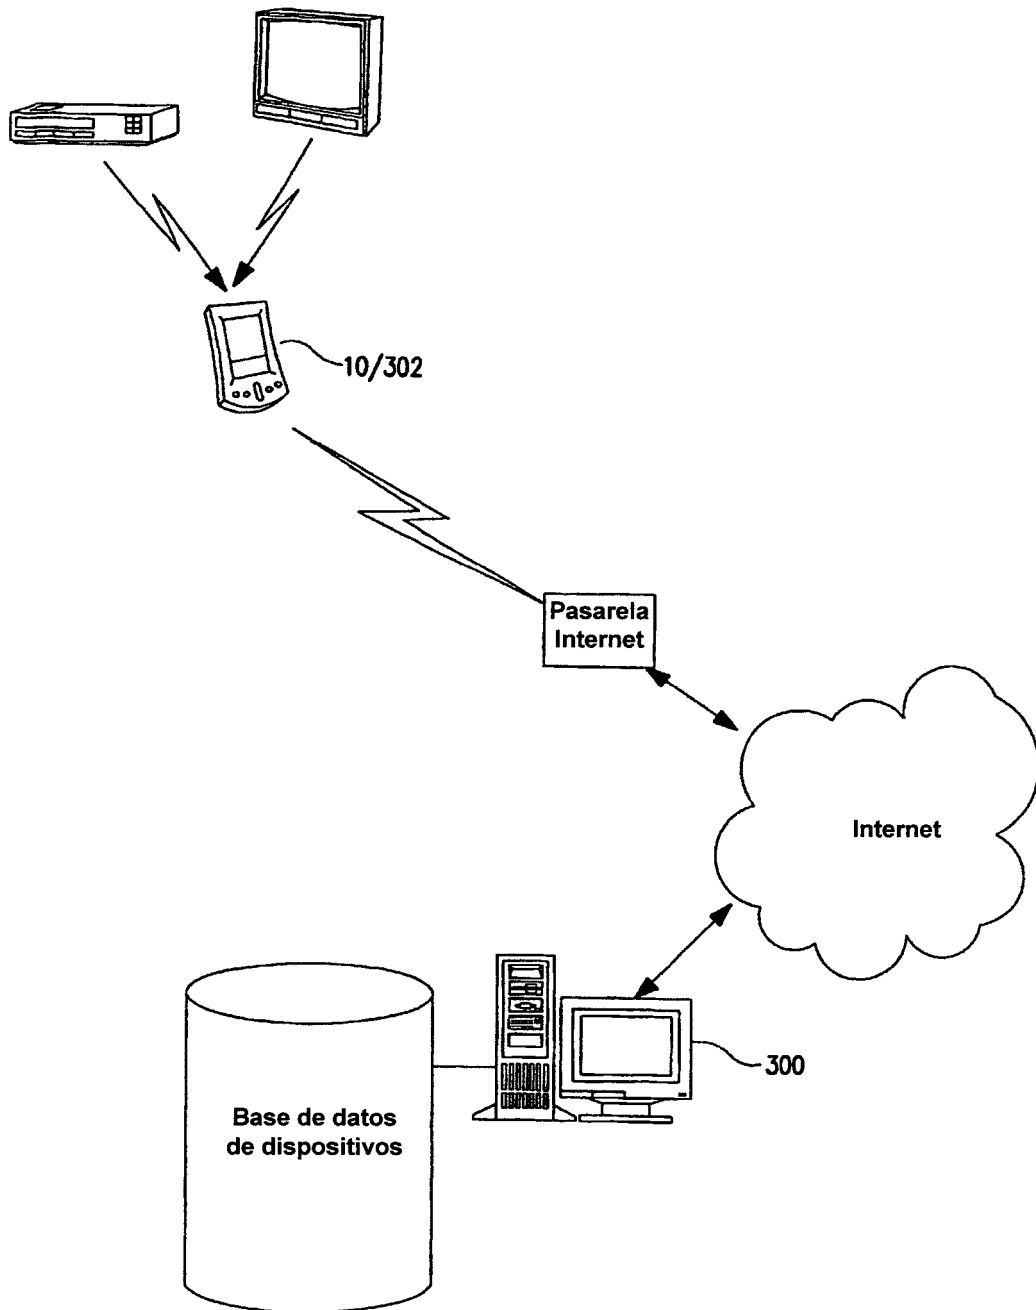 10/302
Pasarela
Internet
Internet
300
Base de datos
de dispositivos